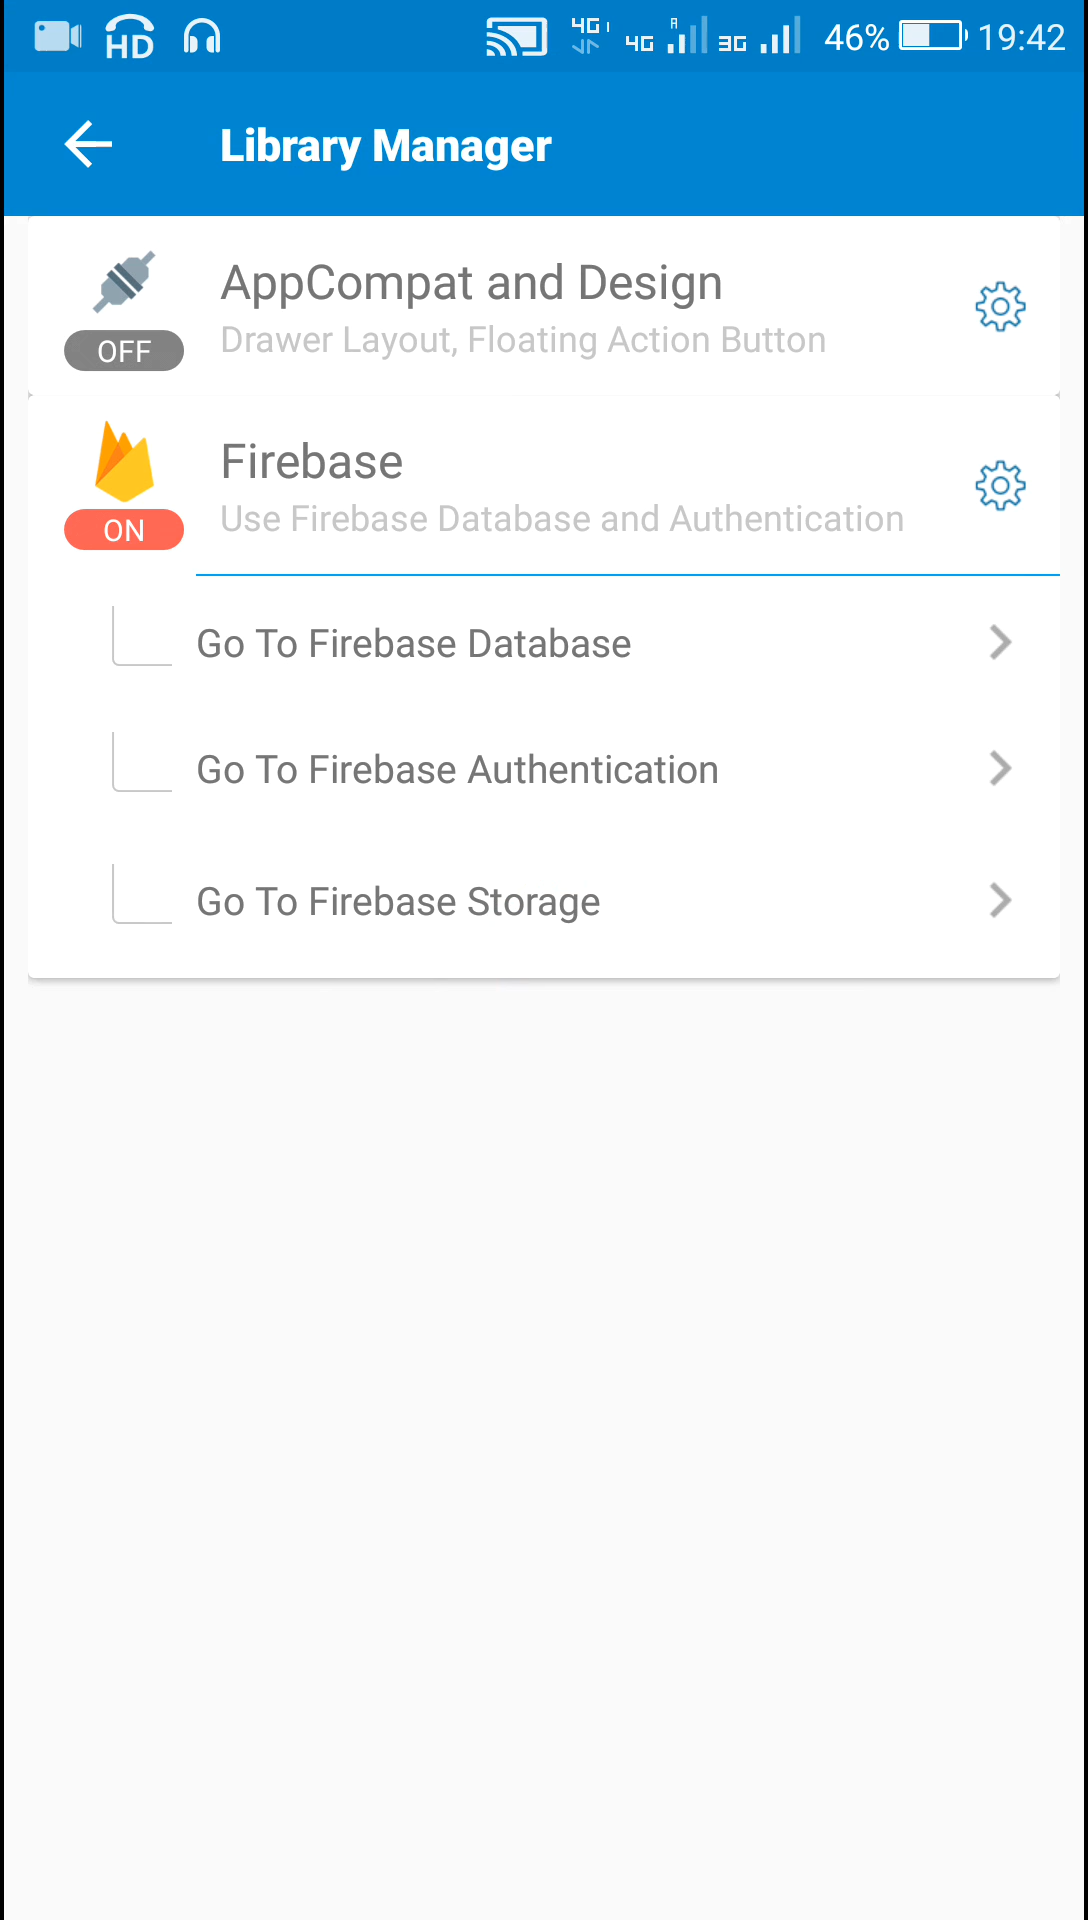 HD 4G 4G R 3G 46% 19:42
Library Manager
AppCompat and Design
Drawer Layout, Floating Action Button
OFF
Firebase
Use Firebase Database and Authentication
ON
Go To Firebase Database
Go To Firebase Authentication
Go To Firebase Storage